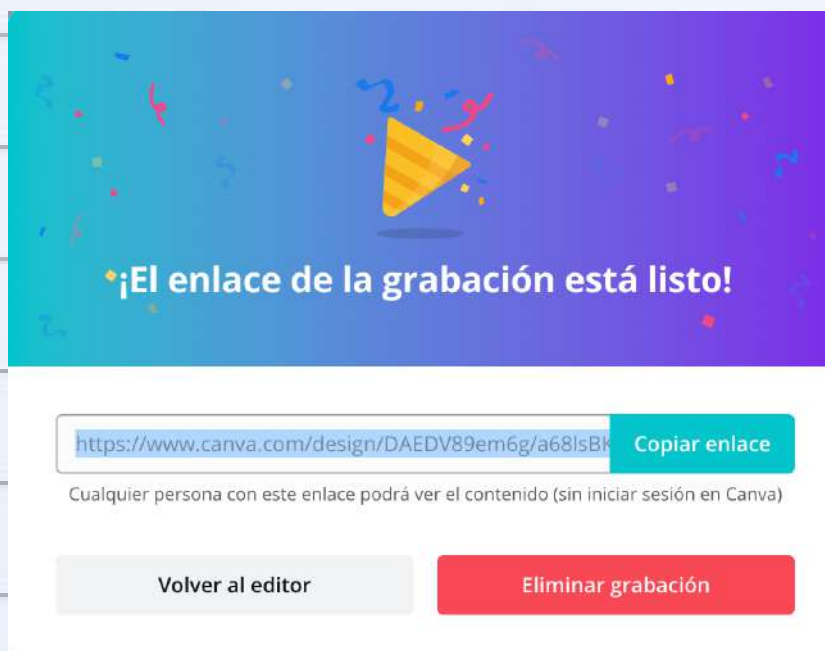 ¡El enlace de la grabación está listo!
https://www.canva.com/design/DAEDV89em6g/a68lsBK
Copiar enlace
Cualquier persona con este enlace podrá ver el contenido (sin iniciar sesión en Canva)
Volver al editor
Eliminar grabación